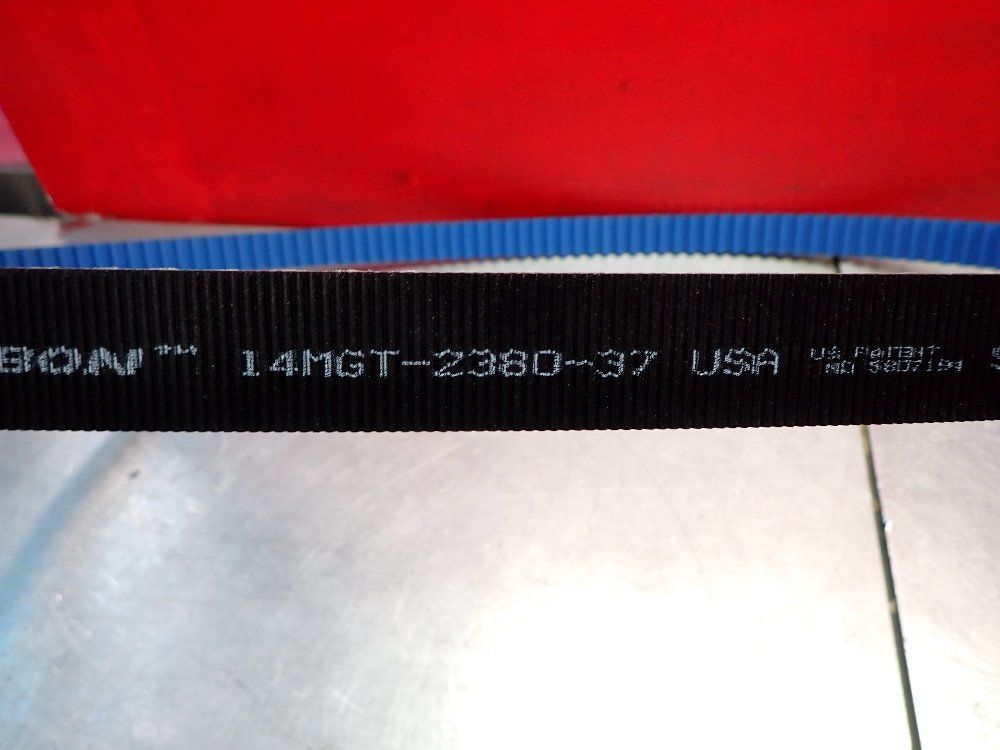 BON™ 14MGT-2380-37 USA
US PATENT
NO 5807194